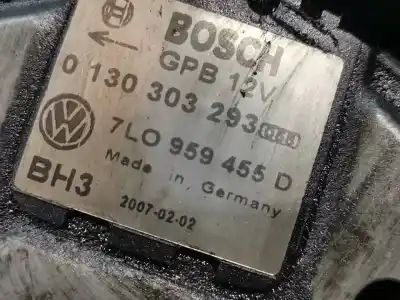 BOSCH
GPB 12V
0 130 303 293
7L0 959 455 D
Made in Germany
BH3
2007-02-02